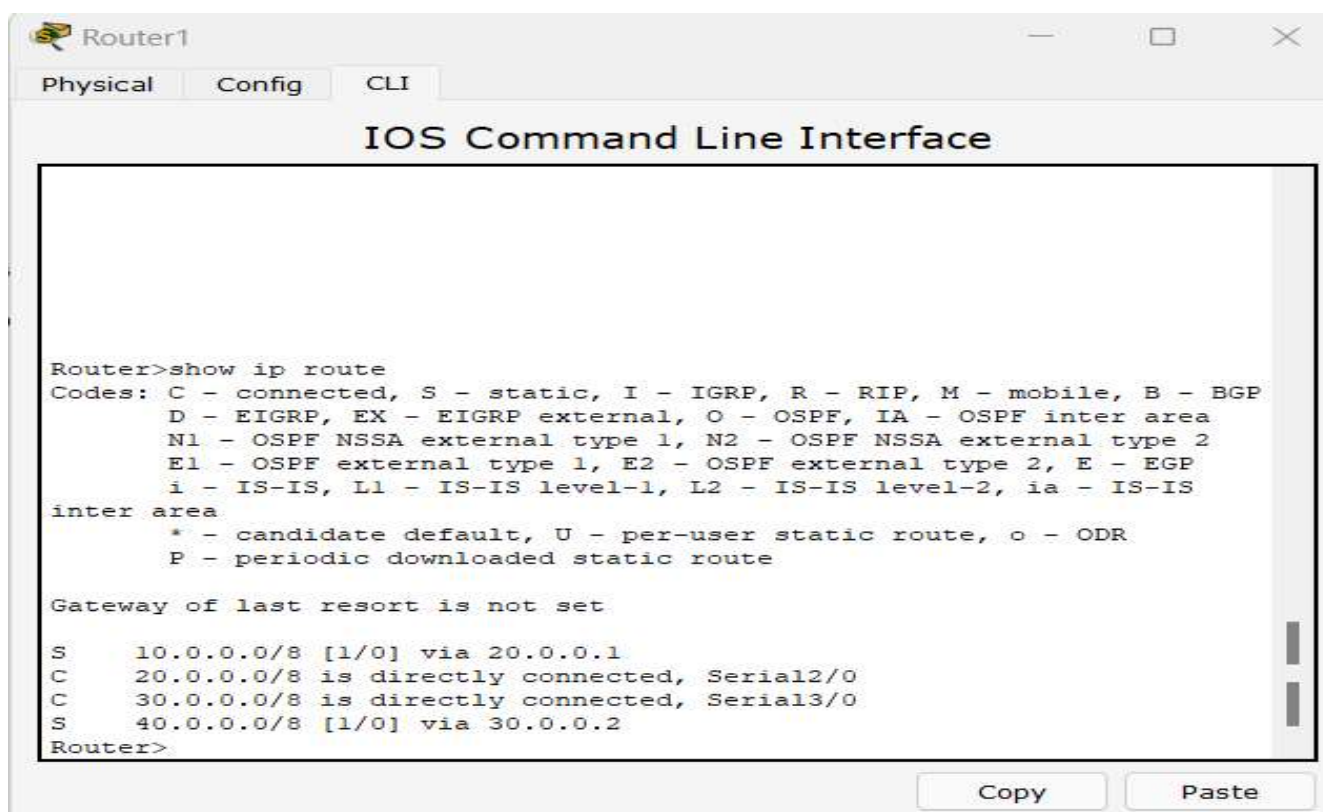 Router1
Physical Config CLI
IOS Command Line Interface
Router>show ip route
Codes: C - connected, S - static, I - IGRP, R - RIP, M - mobile, B - BGP
D - EIGRP, EX - EIGRP external, O - OSPF, IA - OSPF inter area
N1 - OSPF NSSA external type 1, N2 - OSPF NSSA external type 2
E1 - OSPF external type 1, E2 - OSPF external type 2, E - EGP
i - IS-IS, L1 - IS-IS level-1, L2 - IS-IS level-2, ia - IS-IS
inter area
* - candidate default, U - per-user static route, o - ODR
P - periodic downloaded static route
Gateway of last resort is not set
S 10.0.0.0/8 [1/0] via 20.0.0.1
C 20.0.0.0/8 is directly connected, Serial2/0
C 30.0.0.0/8 is directly connected, Serial3/0
S 40.0.0.0/8 [1/0] via 30.0.0.2
Router>
Copy Paste